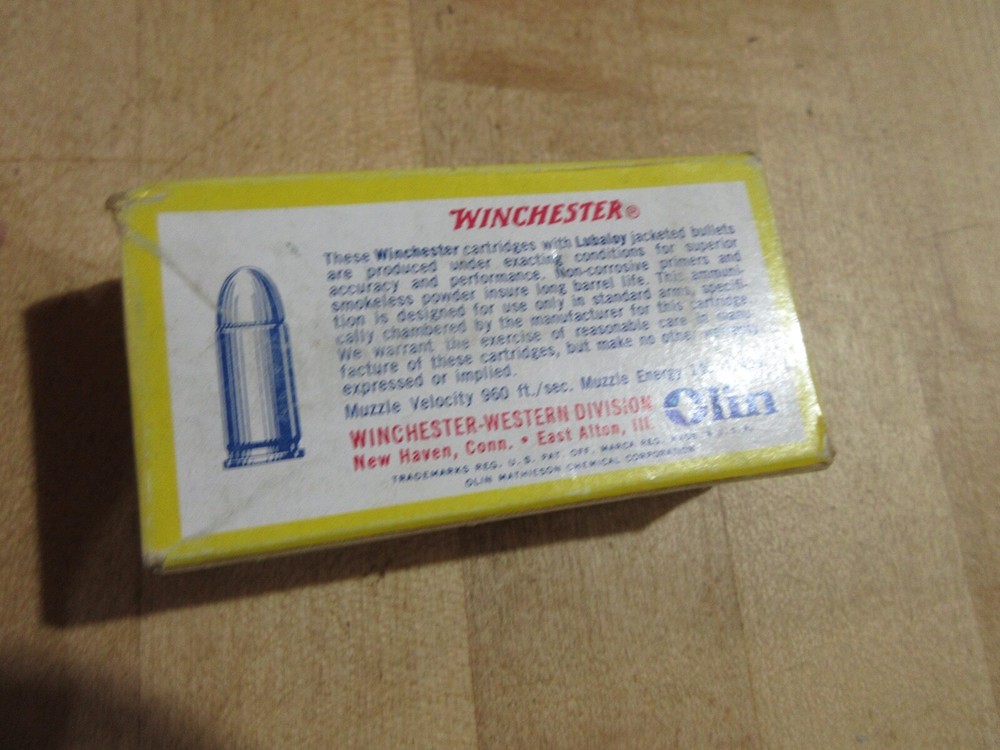 WINCHESTER®
These Winchester cartridges with Lubaloy jacketed bullets
are produced under exacting conditions for superior
accuracy and performance. Non-corrosive primers and
smokeless powder insure long barrel life. This ammuni-
tion is designed for use only in standard arms, specifi-
cally chambered by the manufacturer for this cartridge.
We warrant the exercise of reasonable care in manu-
facture of these cartridges, but make no other warranty
expressed or implied.
Muzzle Velocity 960 ft./sec. Muzzle Energy
WINCHESTER-WESTERN DIVISION
New Haven, Conn. • East Alton, Ill.
Olin
TRADEMARKS REG. U.S. PAT. OFF. MARCA REG. MADE U.S.A.
OLIN MATHIESON CHEMICAL CORPORATION